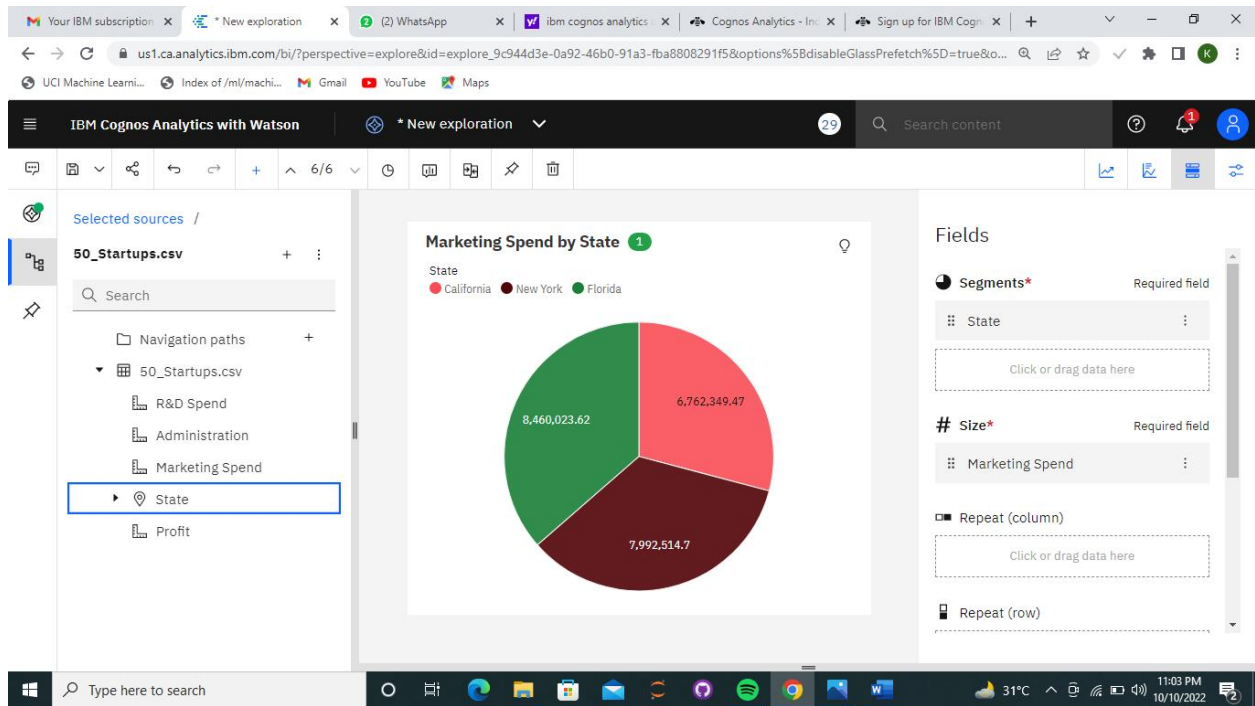 Your IBM subscription
* New exploration
(2) WhatsApp
ibm cognos analytics
Cognos Analytics - In
Sign up for IBM Cogn
us1.ca.analytics.ibm.com/bi/?perspective=explore&id=explore_9c944d3e-0a92-46b0-91a3-fba8808291f5&options%5BdisableGlassPrefetch%5D=true&o...
K
UCI Machine Learni...
Index of /ml/machi...
Gmail
YouTube
Maps
IBM Cognos Analytics with Watson
* New exploration
29
Search content
1
6/6
Selected sources /
50_Startups.csv
Search
Navigation paths
50_Startups.csv
R&D Spend
Administration
Marketing Spend
State
Profit
Marketing Spend by State 1
State
California New York Florida
6,762,349.47
8,460,023.62
7,992,514.7
Fields
Segments* Required field
State
Click or drag data here
Size* Required field
Marketing Spend
Repeat (column)
Click or drag data here
Repeat (row)
Type here to search
31°C
11:03 PM
10/10/2022
2